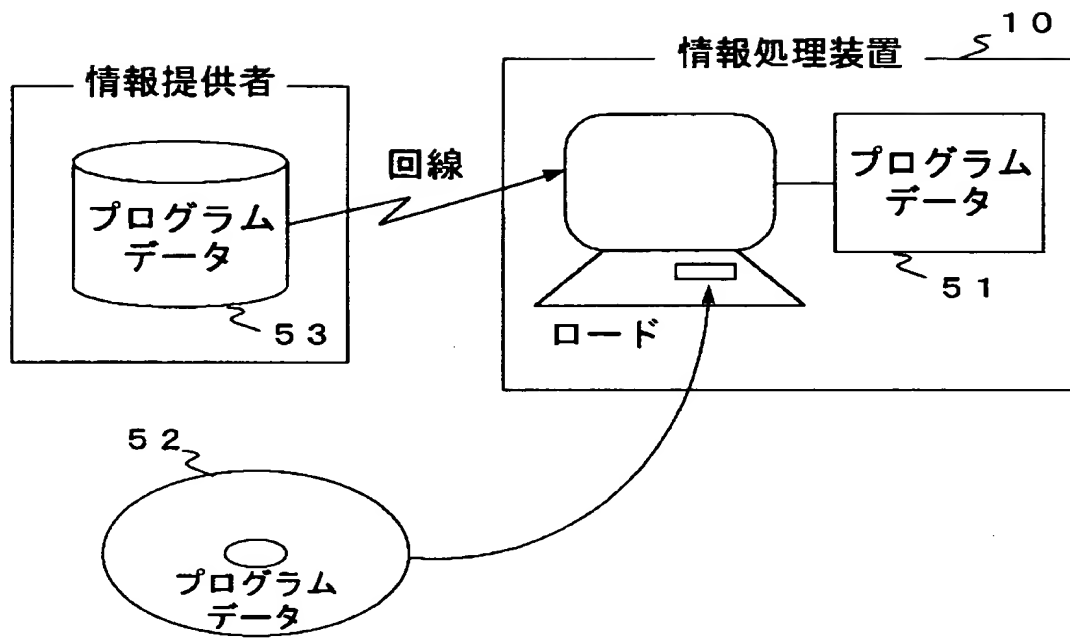 １０
情報処理装置
情報提供者
プログラム
データ
回線
プログラム
データ
５３
５１
ロード
５２
プログラム
データ